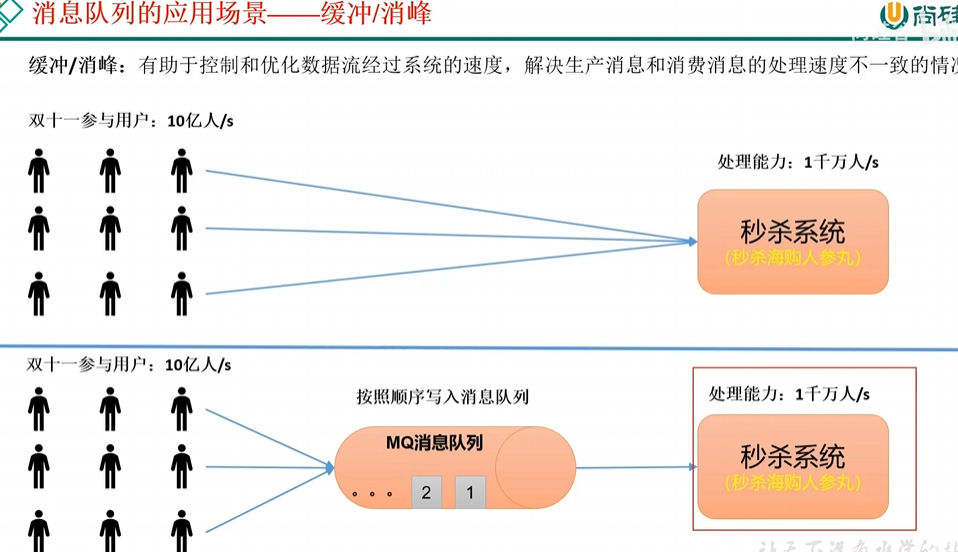 消息队列的应用场景——缓冲/消峰
缓冲/消峰：有助于控制和优化数据流经过系统的速度，解决生产消息和消费消息的处理速度不一致的情况
双十一参与用户：10亿人/s
处理能力：1千万人/s
秒杀系统
（秒杀海购人参丸）
双十一参与用户：10亿人/s
按照顺序写入消息队列
MQ消息队列
。。。 2 1
处理能力：1千万人/s
秒杀系统
（秒杀海购人参丸）